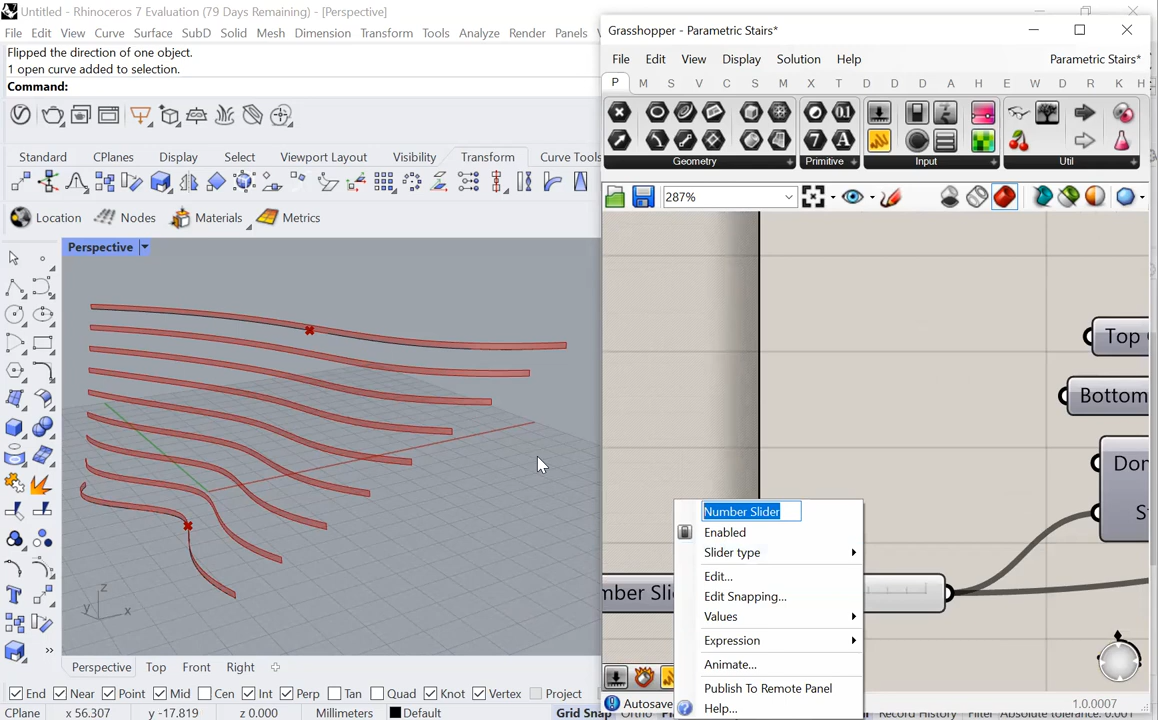 Untitled - Rhinoceros 7 Evaluation (79 Days Remaining) - [Perspective]
File Edit View Curve Surface SubD Solid Mesh Dimension Transform Tools Analyze Render Panels
Flipped the direction of one object.
1 open curve added to selection.
Command:
Standard CPlanes Display Select Viewport Layout Visibility Transform Curve Tools
Location Nodes Materials Metrics
Perspective
z
y x
Perspective Top Front Right
End Near Point Mid Cen Int Perp Tan Quad Knot Vertex Project
CPlane x 56.307 y -17.819 z 0.000 Millimeters Default Grid Snap
Grasshopper - Parametric Stairs*
File Edit View Display Solution Help Parametric Stairs*
P M S V C I S M X T D D D A H E W D R K H
Geometry Primitive Input Util
287%
Top
Bottom
Dor
St
mber Sli
Number Slider
Enabled
Slider type
Edit...
Edit Snapping...
Values
Expression
Animate...
Publish To Remote Panel
Help...
Autosave
1.0.0007
Record History Filter Absolute tolerance: 0.001